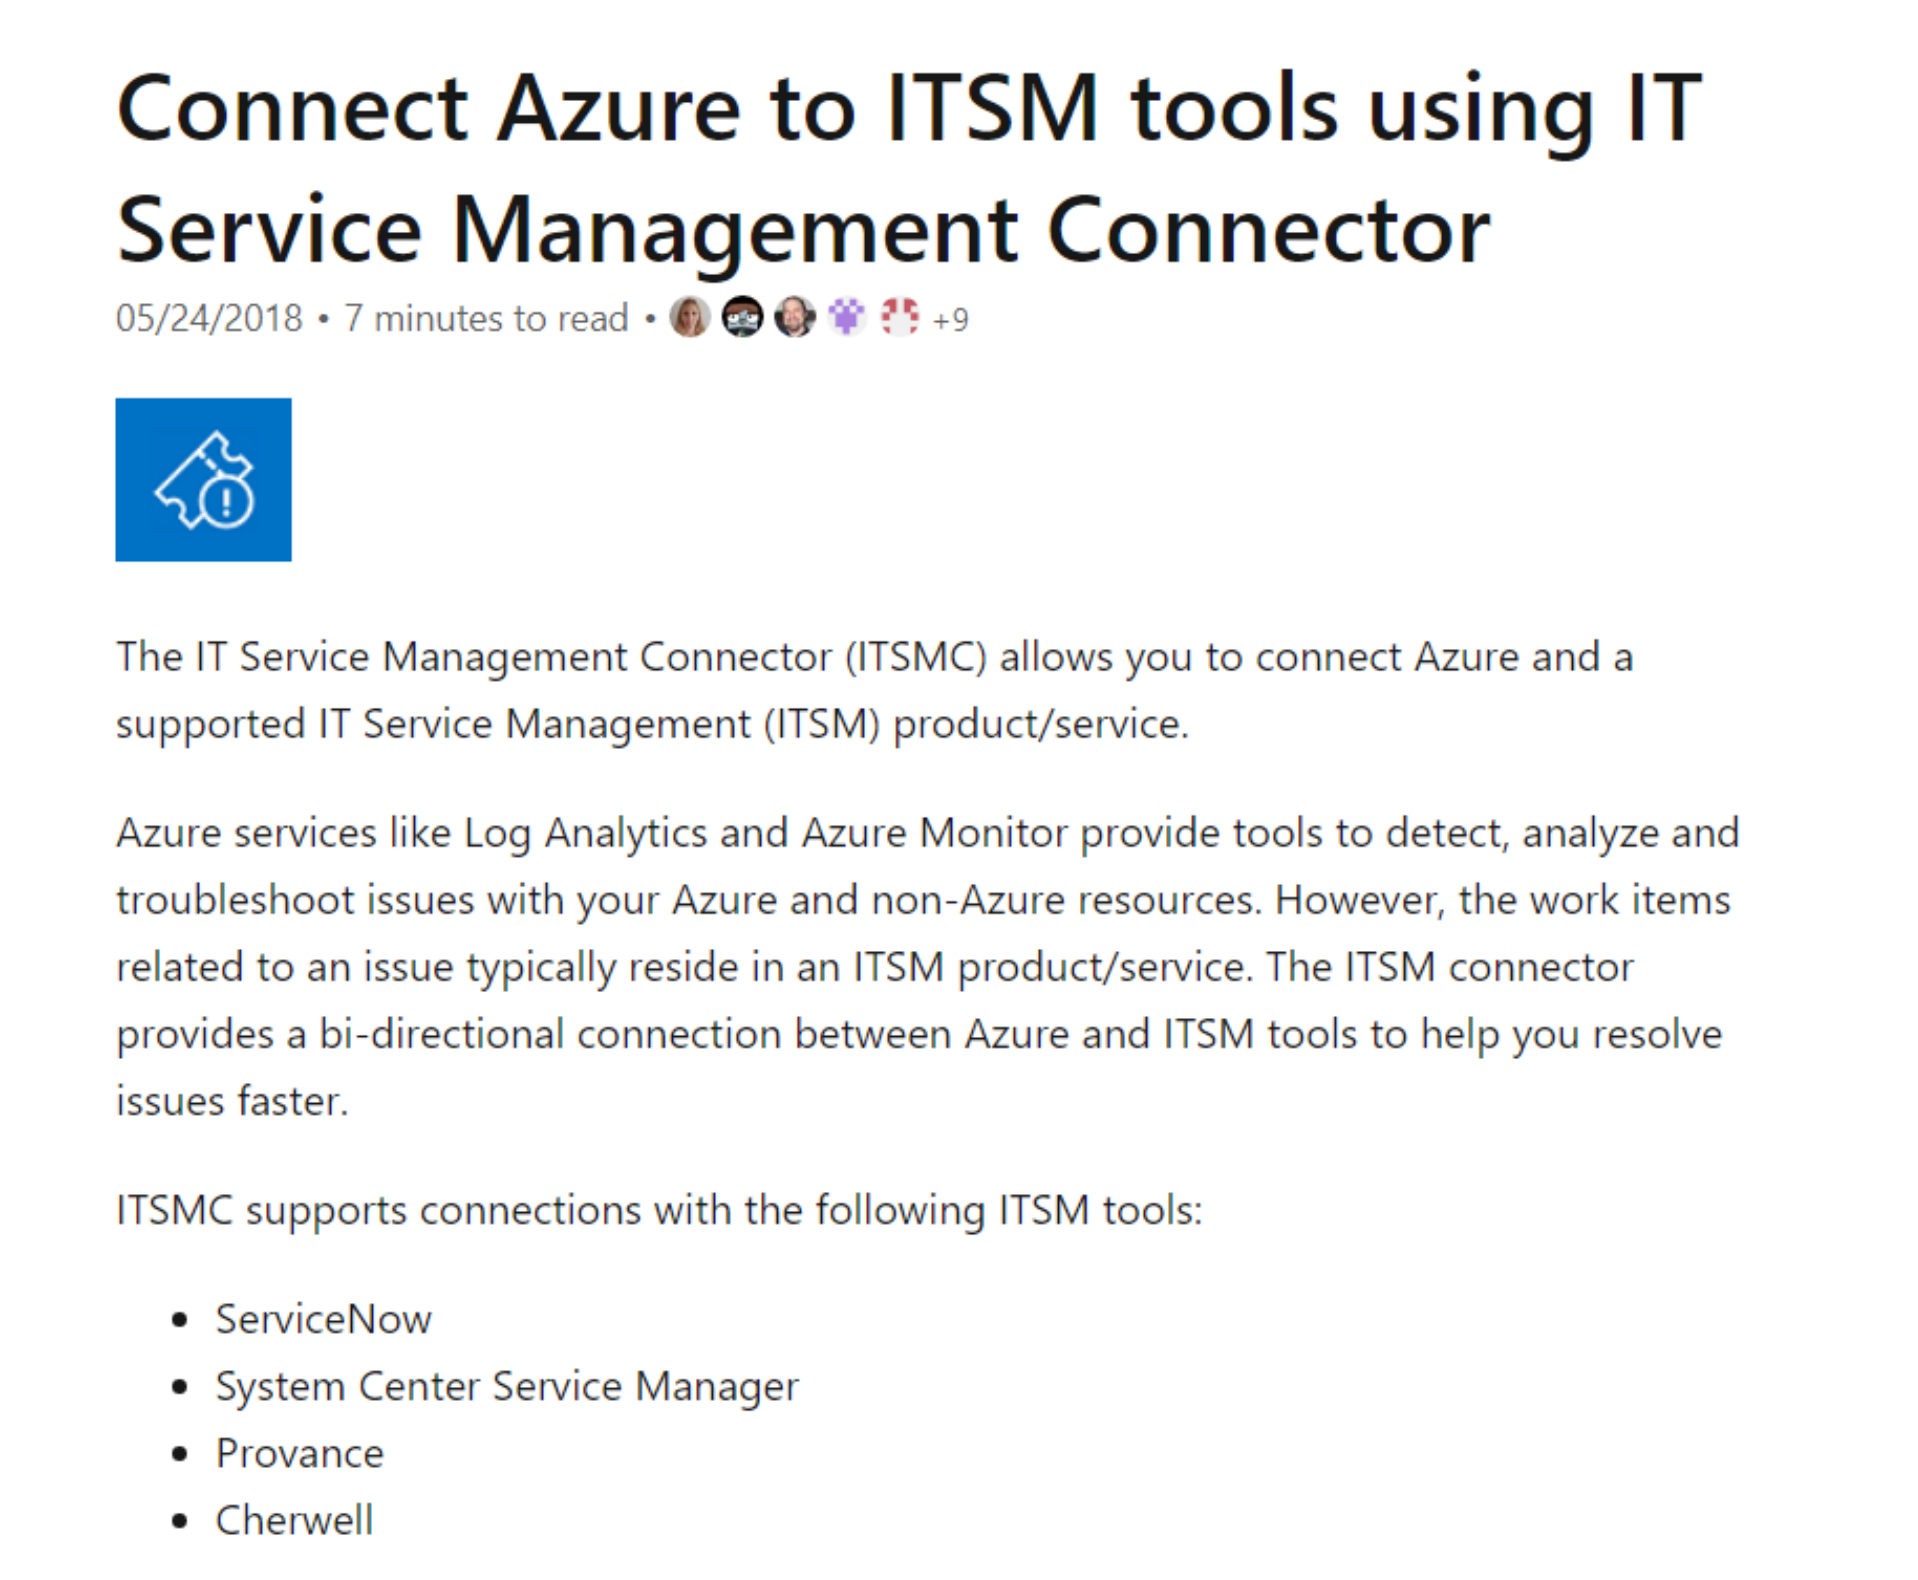 Connect Azure to ITSM tools using IT
Service Management Connector
05/24/2018 • 7 minutes to read • +9
!
The IT Service Management Connector (ITSMC) allows you to connect Azure and a
supported IT Service Management (ITSM) product/service.
Azure services like Log Analytics and Azure Monitor provide tools to detect, analyze and
troubleshoot issues with your Azure and non-Azure resources. However, the work items
related to an issue typically reside in an ITSM product/service. The ITSM connector
provides a bi-directional connection between Azure and ITSM tools to help you resolve
issues faster.
ITSMC supports connections with the following ITSM tools:
• ServiceNow
• System Center Service Manager
• Provance
• Cherwell